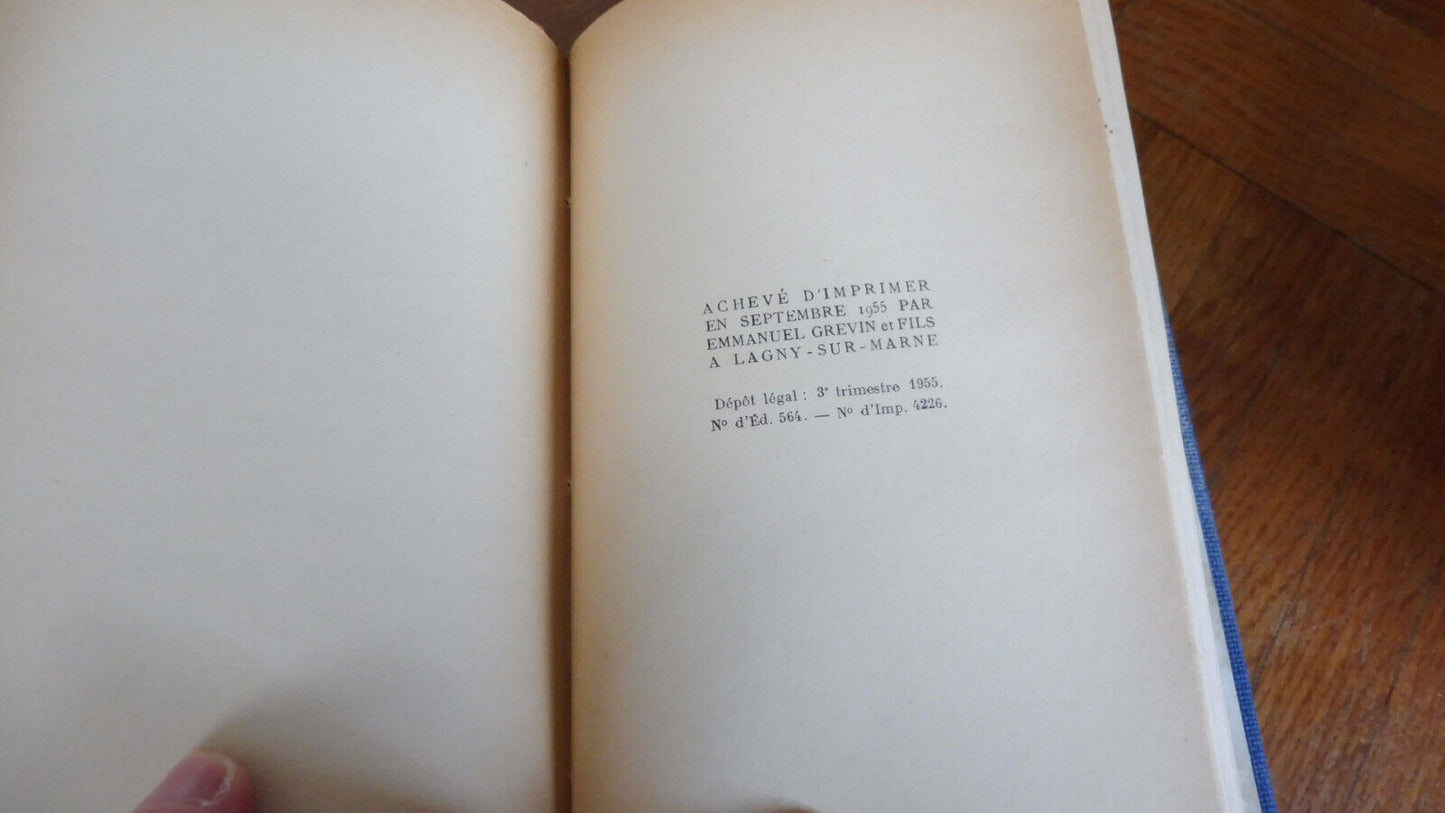 ACHEVÉ D'IMPRIMER
EN SEPTEMBRE 1955 PAR
EMMANUEL GREVIN et FILS
A LAGNY-SUR-MARNE
Dépôt légal : 3e trimestre 1955.
No d'Éd. 564. — No d'Imp. 4226.